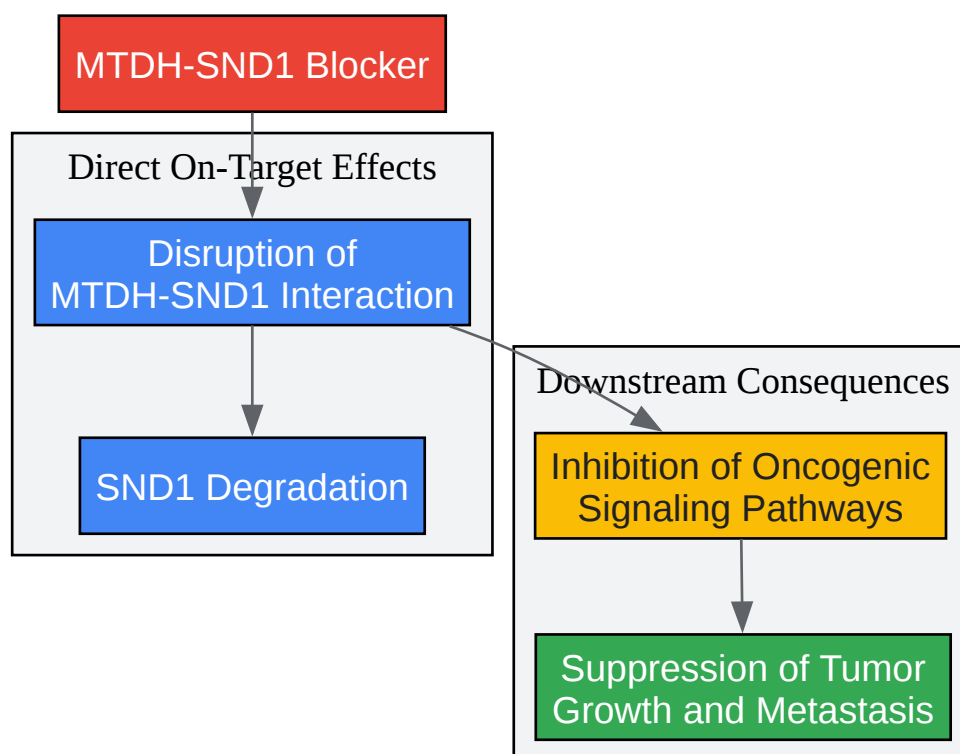 MTDH-SND1 Blocker
Direct On-Target Effects
Disruption of
MTDH-SND1 Interaction
SND1 Degradation
Downstream Consequences
Inhibition of Oncogenic
Signaling Pathways
Suppression of Tumor
Growth and Metastasis